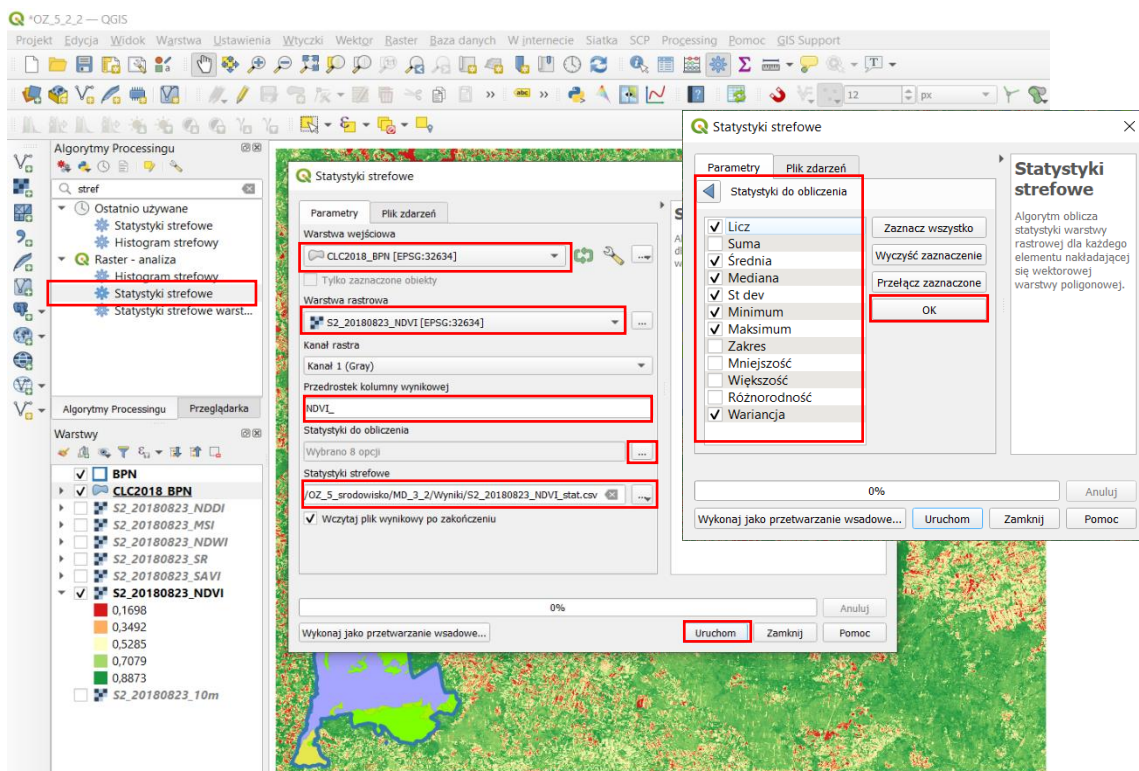 *OZ_5_2_2 — QGIS
Projekt Edycja Widok Warstwa Ustawienia Wtyczki Wektor Raster Baza danych W internecie Siatka SCP Processing Pomoc GIS Support
abc
12
px
Algorytmy Processingu
stref
Ostatnio używane
Statystyki strefowe
Histogram strefowy
Raster - analiza
Histogram strefowy
Statystyki strefowe
Statystyki strefowe warst...
Algorytmy Processingu
Przeglądarka
Warstwy
BPN
CLC2018_BPN
S2_20180823_NDDI
S2_20180823_MSI
S2_20180823_NDWI
S2_20180823_SR
S2_20180823_SAVI
S2_20180823_NDVI
0,1698
0,3492
0,5285
0,7079
0,8873
S2_20180823_10m
Statystyki strefowe
Parametry
Plik zdarzeń
Warstwa wejściowa
CLC2018_BPN [EPSG:32634]
...
Tylko zaznaczone obiekty
Warstwa rastrowa
S2_20180823_NDVI [EPSG:32634]
...
Kanał rastra
Kanał 1 (Gray)
Przedrostek kolumny wynikowej
NDVI_
Statystyki do obliczenia
Wybrano 8 opcji
...
Statystyki strefowe
/OZ_5_srodowisko/MD_3_2/Wyniki/S2_20180823_NDVI_stat.csv
...
Wczytaj plik wynikowy po zakończeniu
0%
Anuluj
Wykonaj jako przetwarzanie wsadowe...
Uruchom
Zamknij
Pomoc
Statystyki strefowe
Parametry
Plik zdarzeń
Statystyki do obliczenia
Licz
Suma
Średnia
Mediana
St dev
Minimum
Maksimum
Zakres
Mniejszość
Większość
Różnorodność
Wariancja
Zaznacz wszystko
Wyczyść zaznaczenie
Przełącz zaznaczone
OK
Statystyki
strefowe
Algorytm oblicza
statystyki warstwy
rastrowej dla każdego
elementu nakładającej
się wektorowej
warstwy poligonowej.
0%
Anuluj
Wykonaj jako przetwarzanie wsadowe...
Uruchom
Zamknij
Pomoc